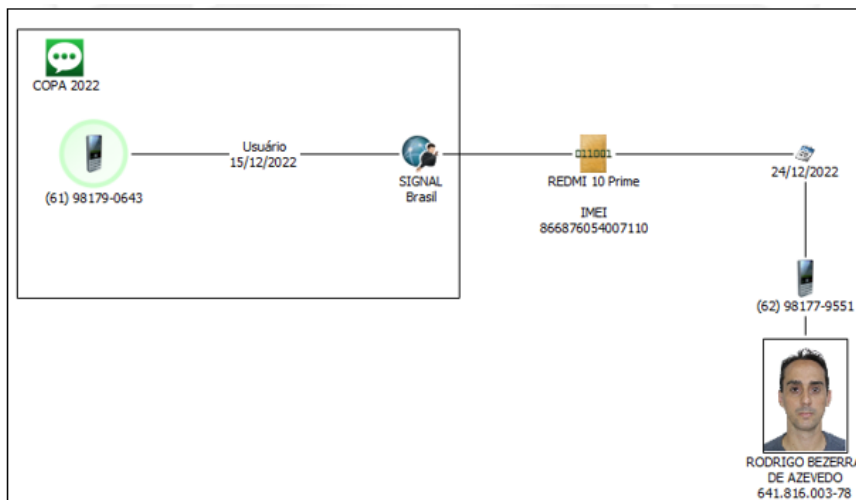 COPA 2022
Usuário
15/12/2022
(61) 98179-0643
SIGNAL
Brasil
011001
REDMI 10 Prime
IMEI
866876054007110
24/12/2022
(62) 98177-9551
RODRIGO BEZERRA
DE AZEVEDO
641.816.003-78